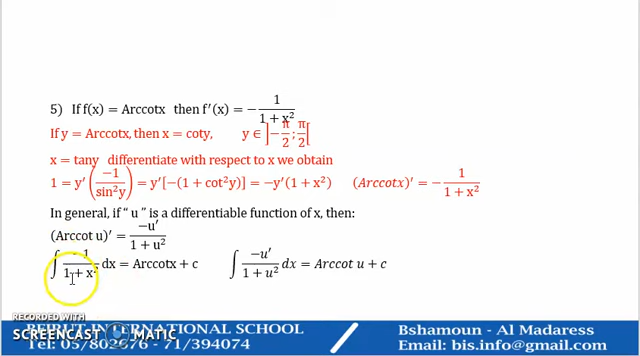 5) If f(x) = Arccotx then f′(x) = −1/(1 + x²)
If y = Arccotx, then x = coty, y ∈ ]−π/2 ; π/2[
x = tany differentiate with respect to x we obtain
1 = y′(−1/sin²y) = y′[−(1 + cot²y)] = −y′(1 + x²) (Arccotx)′ = −1/(1 + x²)
In general, if " u " is a differentiable function of x, then:
(Arccot u)′ = −u′/(1 + u²)
∫ −1/(1 + x²) dx = Arccotx + c ∫ −u′/(1 + u²) dx = Arccot u + c
RECORDED WITH
SCREENCAST MATIC
BEIRUT INTERNATIONAL SCHOOL
Tel: 05/802676 - 71/394074
Bshamoun - Al Madaress
Email: bis.info@gmail.com